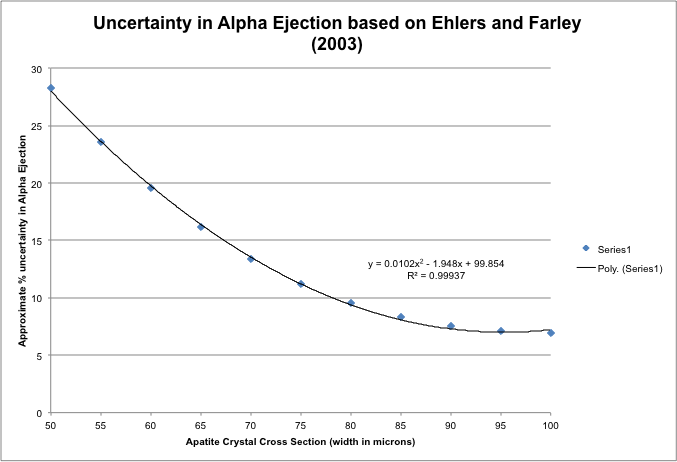 Uncertainty in Alpha Ejection based on Ehlers and Farley
(2003)
Approximate % uncertainty in Alpha Ejection
30
25
20
15
10
5
0
y = 0.0102x² - 1.948x + 99.854
R² = 0.99937
Series1
Poly. (Series1)
50 55 60 65 70 75 80 85 90 95 100
Apatite Crystal Cross Section (width in microns)